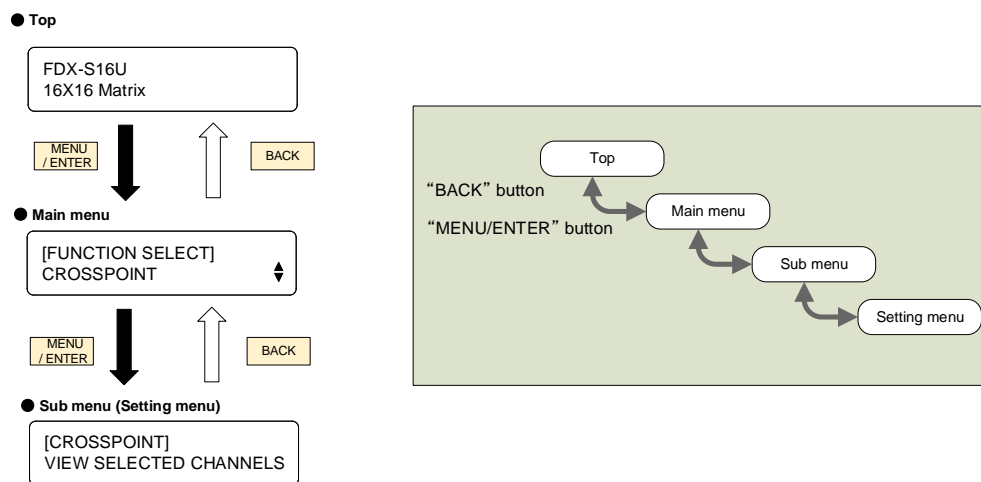 ● Top
FDX-S16U
16X16 Matrix
MENU
/ ENTER
BACK
● Main menu
[FUNCTION SELECT]
CROSSPOINT
MENU
/ ENTER
BACK
● Sub menu (Setting menu)
[CROSSPOINT]
VIEW SELECTED CHANNELS
Top
“BACK” button
Main menu
“MENU/ENTER” button
Sub menu
Setting menu